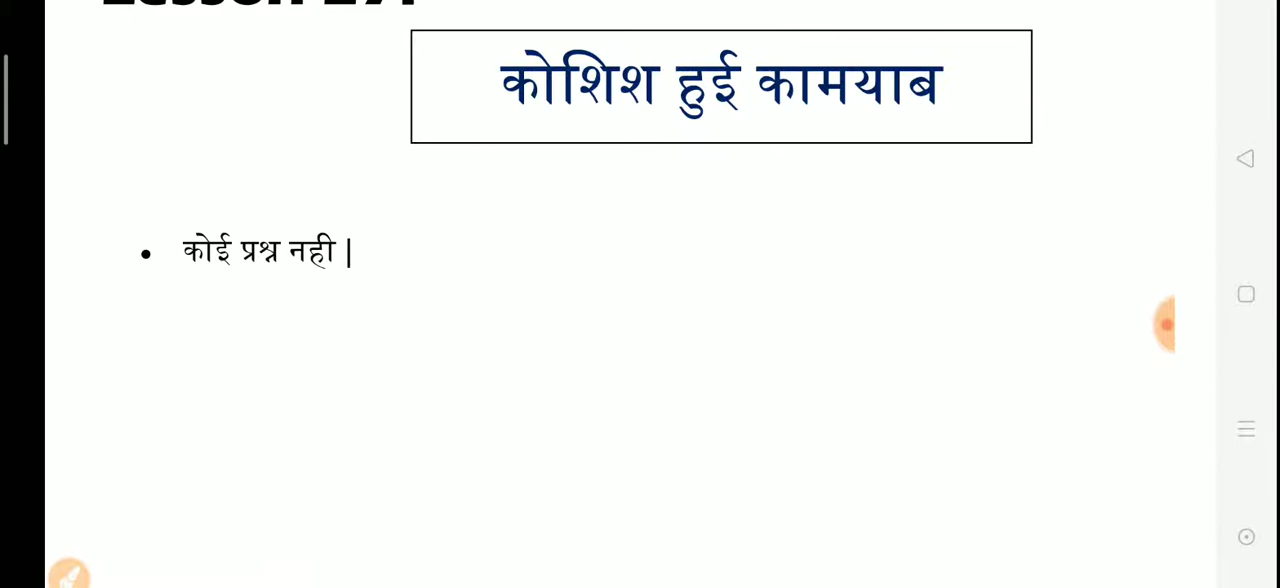 कोशिश हुई कामयाब
• कोई प्रश्न नही |